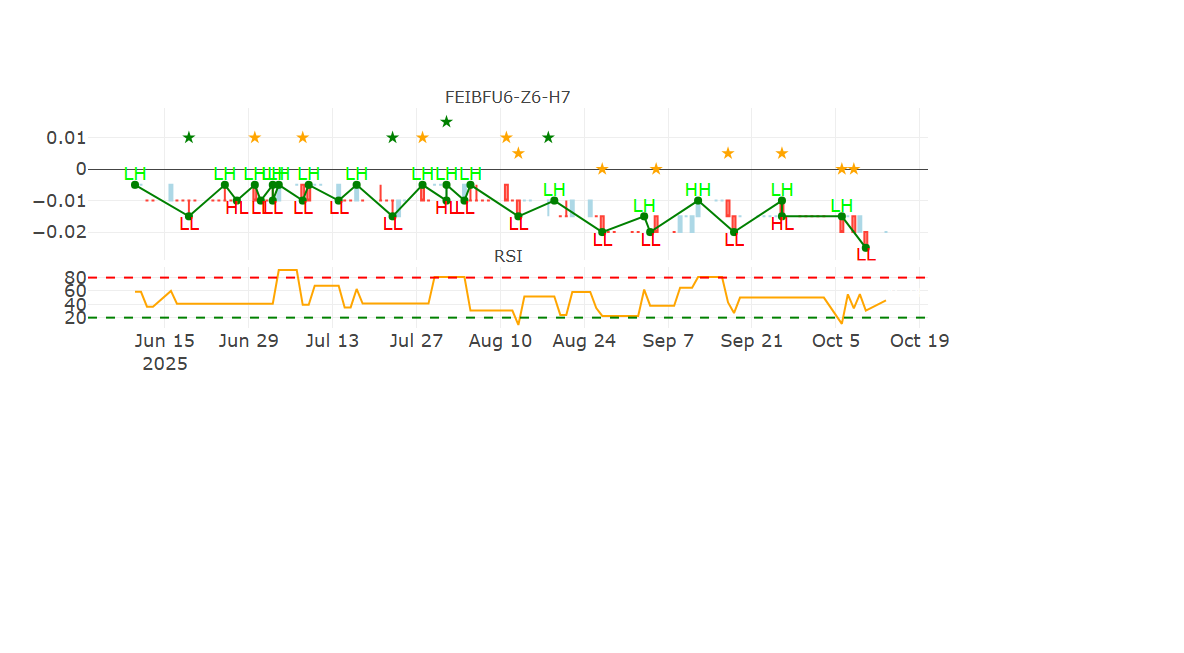 FEIBFU6-Z6-H7
0.01
0
−0.01
−0.02
LH LH LH LH LH LH LH LH LH LH LH LH HH LH LH
LL HL LL LL LL LL LL HL LL LL LL LL LL HL LL
RSI
80
60
40
20
Jun 15 Jun 29 Jul 13 Jul 27 Aug 10 Aug 24 Sep 7 Sep 21 Oct 5 Oct 19
2025